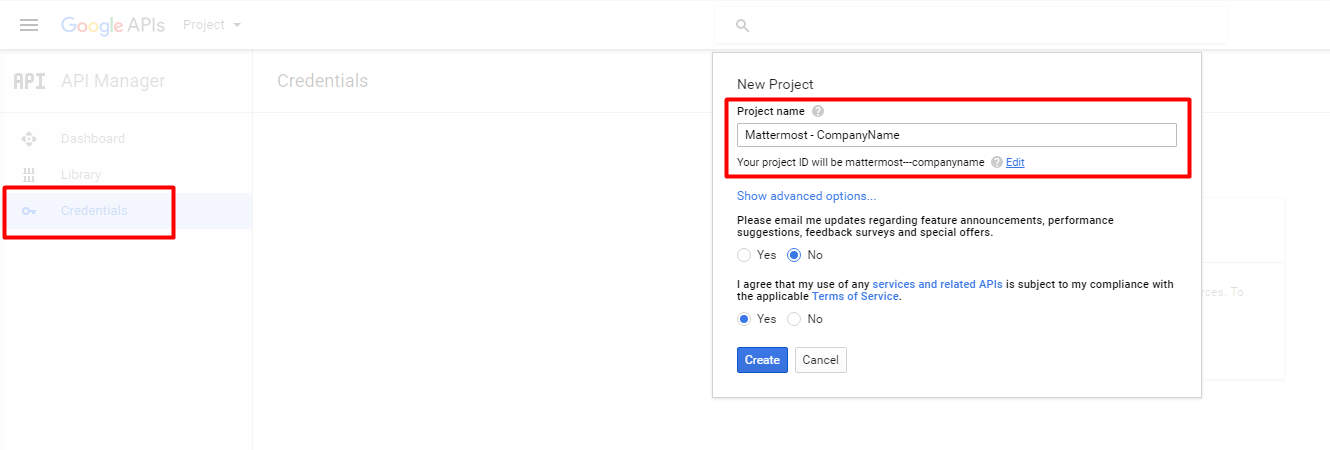 Google APIs Project
API API Manager
Credentials
Dashboard
Library
Credentials
New Project
Project name
Mattermost - CompanyName
Your project ID will be mattermost---companyname Edit
Show advanced options...
Please email me updates regarding feature announcements, performance
suggestions, feedback surveys and special offers.
Yes No
I agree that my use of any services and related APIs is subject to my compliance with
the applicable Terms of Service.
Yes No
Create Cancel
rces. To